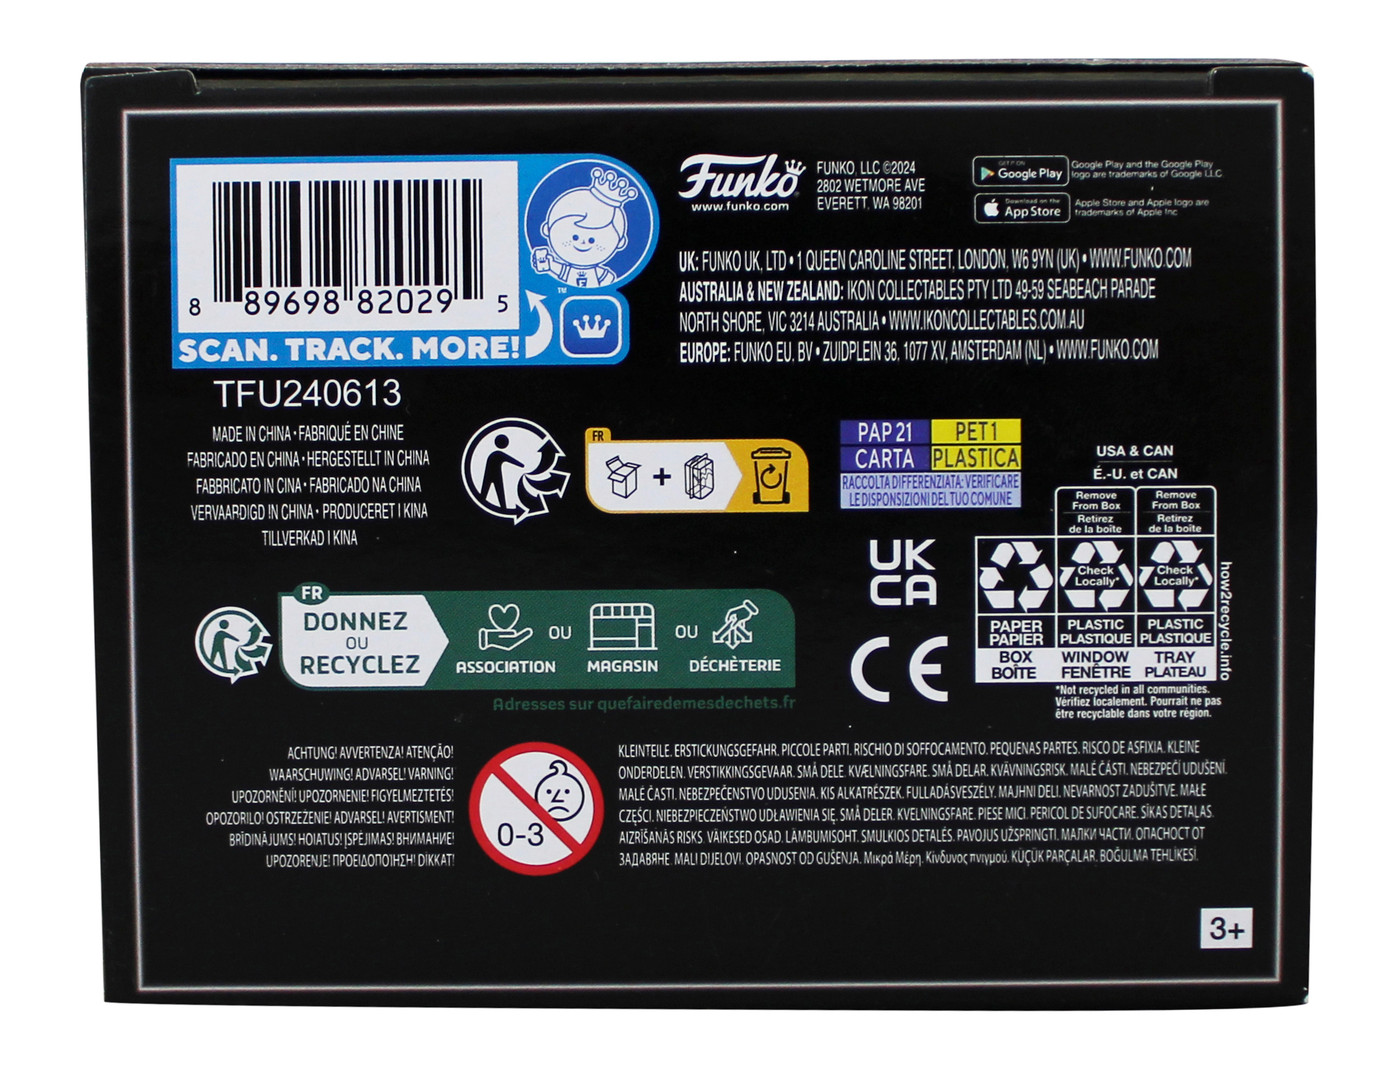 8 89698 82029 5
SCAN. TRACK. MORE!
™
TFU240613
MADE IN CHINA • FABRIQUÉ EN CHINE
FABRICADO EN CHINA • HERGESTELLT IN CHINA
FABBRICATO IN CINA • FABRICADO NA CHINA
VERVAARDIGD IN CHINA • PRODUCERET I KINA
TILLVERKAD I KINA
Funko
www.funko.com
FUNKO, LLC ©2024
2802 WETMORE AVE
EVERETT, WA 98201
GET IT ON
Google Play
Google Play and the Google Play
logo are trademarks of Google LLC
Download on the
App Store
Apple Store and Apple logo are
trademarks of Apple Inc
UK: FUNKO UK, LTD • 1 QUEEN CAROLINE STREET, LONDON, W6 9YN (UK) • WWW.FUNKO.COM
AUSTRALIA & NEW ZEALAND: IKON COLLECTABLES PTY LTD 49-59 SEABEACH PARADE
NORTH SHORE, VIC 3214 AUSTRALIA • WWW.IKONCOLLECTABLES.COM.AU
EUROPE: FUNKO EU, BV • ZUIDPLEIN 36, 1077 XV, AMSTERDAM (NL) • WWW.FUNKO.COM
FR
+
PAP 21
PET1
CARTA
PLASTICA
RACCOLTA DIFFERENZIATA: VERIFICARE
LE DISPONSIZIONI DEL TUO COMUNE
USA & CAN
É.-U. et CAN
Remove
From Box
Retirez
de la boîte
Remove
From Box
Retirez
de la boîte
Check
Locally*
Check
Locally*
PAPER
PAPIER
PLASTIC
PLASTIQUE
PLASTIC
PLASTIQUE
BOX
BOÎTE
WINDOW
FENÊTRE
TRAY
PLATEAU
how2recycle.info
*Not recycled in all communities.
Vérifiez localement. Pourrait ne pas
être recyclable dans votre région.
UK
CA
CE
FR
DONNEZ
OU
RECYCLEZ
ASSOCIATION
OU
MAGASIN
OU
DÉCHÈTERIE
Adresses sur quefairedemesdechets.fr
ACHTUNG! AVVERTENZA! ATENÇÃO!
WAARSCHUWING! ADVARSEL! VARNING!
UPOZORNĚNÍ! UPOZORNENIE! FIGYELMEZTETÉS!
OPOZORILO! OSTRZEŻENIE! ADVARSEL! AVERTISMENT!
BRĪDINĀJUMS! HOIATUS! ĮSPĖJIMAS! ВНИМАНИЕ!
UPOZORENJE! ΠΡΟΕΙΔΟΠΟΙΗΣΗ! DİKKAT!
0-3
KLEINTEILE. ERSTICKUNGSGEFAHR. PICCOLE PARTI. RISCHIO DI SOFFOCAMENTO. PEQUENAS PARTES. RISCO DE ASFIXIA. KLEINE
ONDERDELEN. VERSTIKKINGSGEVAAR. SMÅ DELE. KVÆLNINGSFARE. SMÅ DELAR. KVÄVNINGSRISK. MALÉ ČÁSTI. NEBEZPEČÍ UDUŠENÍ.
MALÉ ČASTI. NEBEZPEČENSTVO UDUSENIA. KIS ALKATRÉSZEK. FULLADÁSVESZÉLY. MAJHNI DELI. NEVARNOST ZADUŠITVE. MAŁE
CZĘŚCI. NIEBEZPIECZEŃSTWO UDŁAWIENIA SIĘ. SMÅ DELER. KVELNINGSFARE. PIESE MICI. PERICOL DE SUFOCARE. SĪKAS DETAĻAS.
AIZRĪŠANĀS RISKS. VÄIKESED OSAD. LÄMBUMISOHT. SMULKIOS DETALĖS. PAVOJUS UŽSPRINGTI. МАЛКИ ЧАСТИ. ОПАСНОСТ ОТ
ЗАДАВЯНЕ. MALI DIJELOVI. OPASNOST OD GUŠENJA. Μικρά Μέρη. Κίνδυνος πνιγμού. KÜÇÜK PARÇALAR. BOĞULMA TEHLİKESİ.
3+